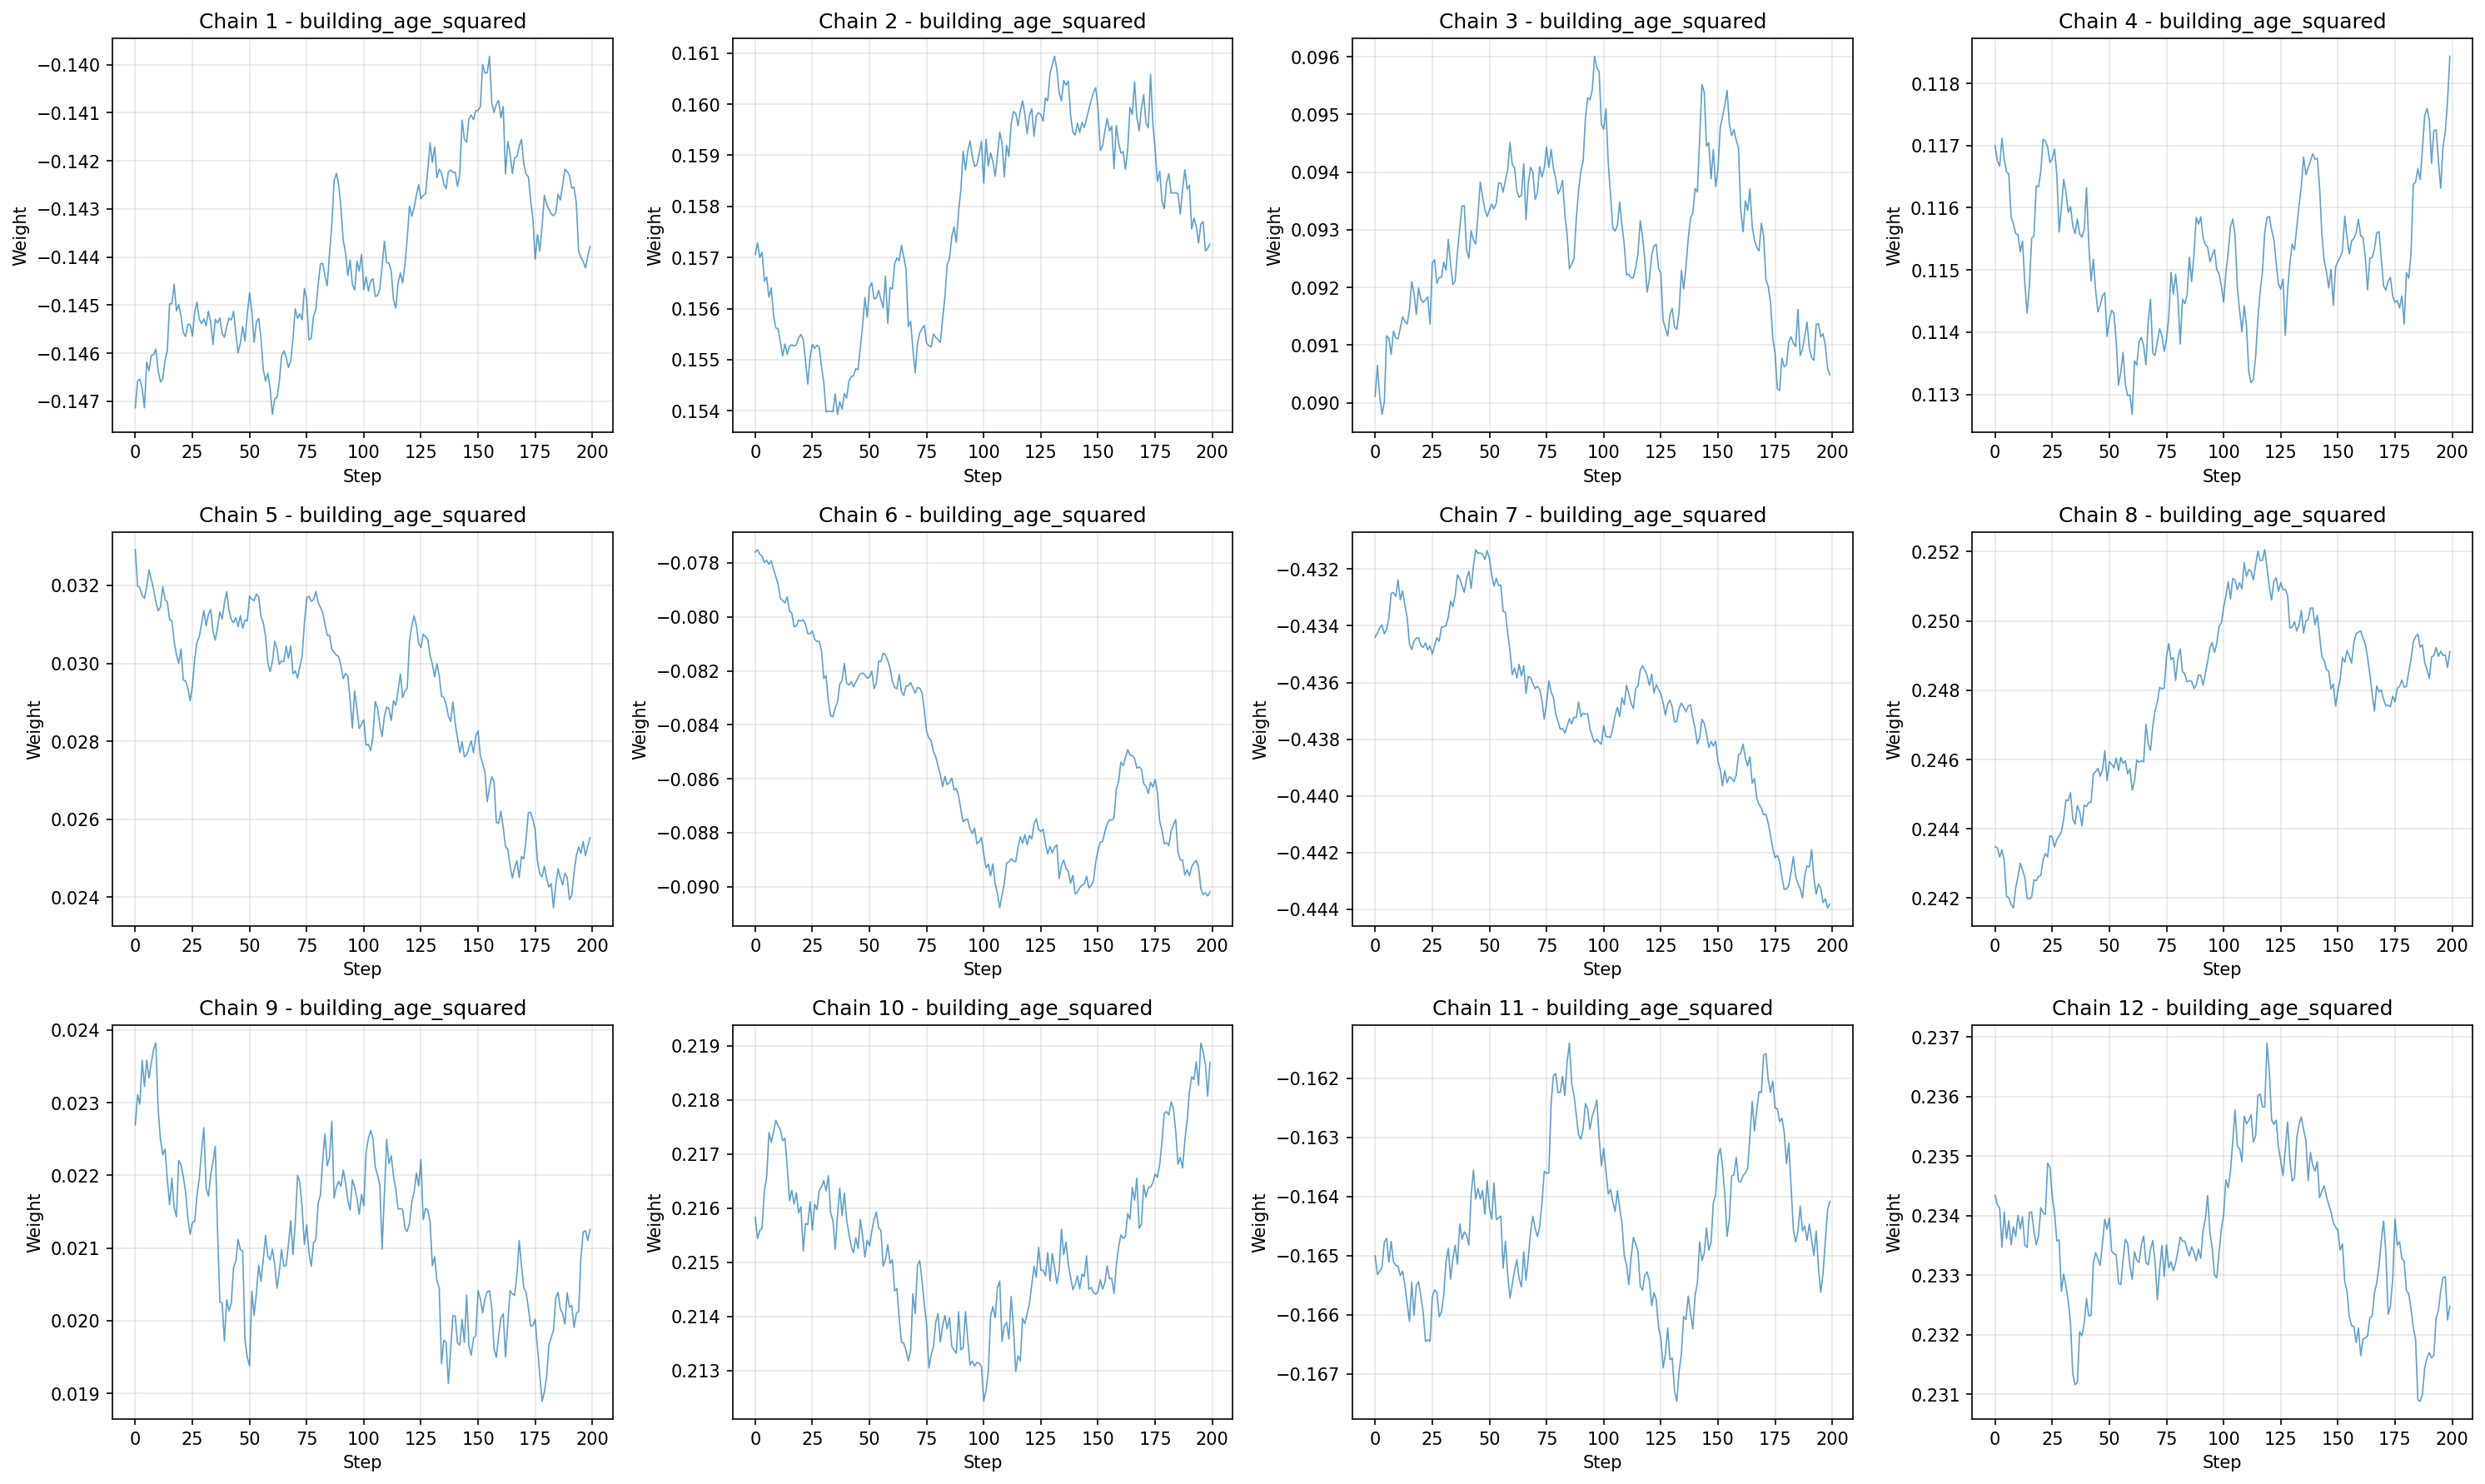 Chain 1 - building_age_squared
Weight
−0.140
−0.141
−0.142
−0.143
−0.144
−0.145
−0.146
−0.147
0 25 50 75 100 125 150 175 200
Step
Chain 2 - building_age_squared
Weight
0.161
0.160
0.159
0.158
0.157
0.156
0.155
0.154
0 25 50 75 100 125 150 175 200
Step
Chain 3 - building_age_squared
Weight
0.096
0.095
0.094
0.093
0.092
0.091
0.090
0 25 50 75 100 125 150 175 200
Step
Chain 4 - building_age_squared
Weight
0.118
0.117
0.116
0.115
0.114
0.113
0 25 50 75 100 125 150 175 200
Step
Chain 5 - building_age_squared
Weight
0.032
0.030
0.028
0.026
0.024
0 25 50 75 100 125 150 175 200
Step
Chain 6 - building_age_squared
Weight
−0.078
−0.080
−0.082
−0.084
−0.086
−0.088
−0.090
0 25 50 75 100 125 150 175 200
Step
Chain 7 - building_age_squared
Weight
−0.432
−0.434
−0.436
−0.438
−0.440
−0.442
−0.444
0 25 50 75 100 125 150 175 200
Step
Chain 8 - building_age_squared
Weight
0.252
0.250
0.248
0.246
0.244
0.242
0 25 50 75 100 125 150 175 200
Step
Chain 9 - building_age_squared
Weight
0.024
0.023
0.022
0.021
0.020
0.019
0 25 50 75 100 125 150 175 200
Step
Chain 10 - building_age_squared
Weight
0.219
0.218
0.217
0.216
0.215
0.214
0.213
0 25 50 75 100 125 150 175 200
Step
Chain 11 - building_age_squared
Weight
−0.162
−0.163
−0.164
−0.165
−0.166
−0.167
0 25 50 75 100 125 150 175 200
Step
Chain 12 - building_age_squared
Weight
0.237
0.236
0.235
0.234
0.233
0.232
0.231
0 25 50 75 100 125 150 175 200
Step